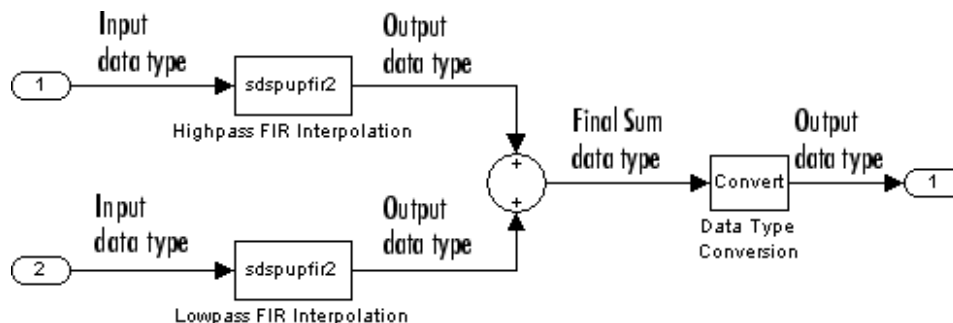 Input
data type
Output
data type
1
sdspupfir2
Highpass FIR Interpolation
Final Sum
data type
Output
data type
+
+
Convert
1
Data Type
Conversion
Input
data type
Output
data type
2
sdspupfir2
Lowpass FIR Interpolation